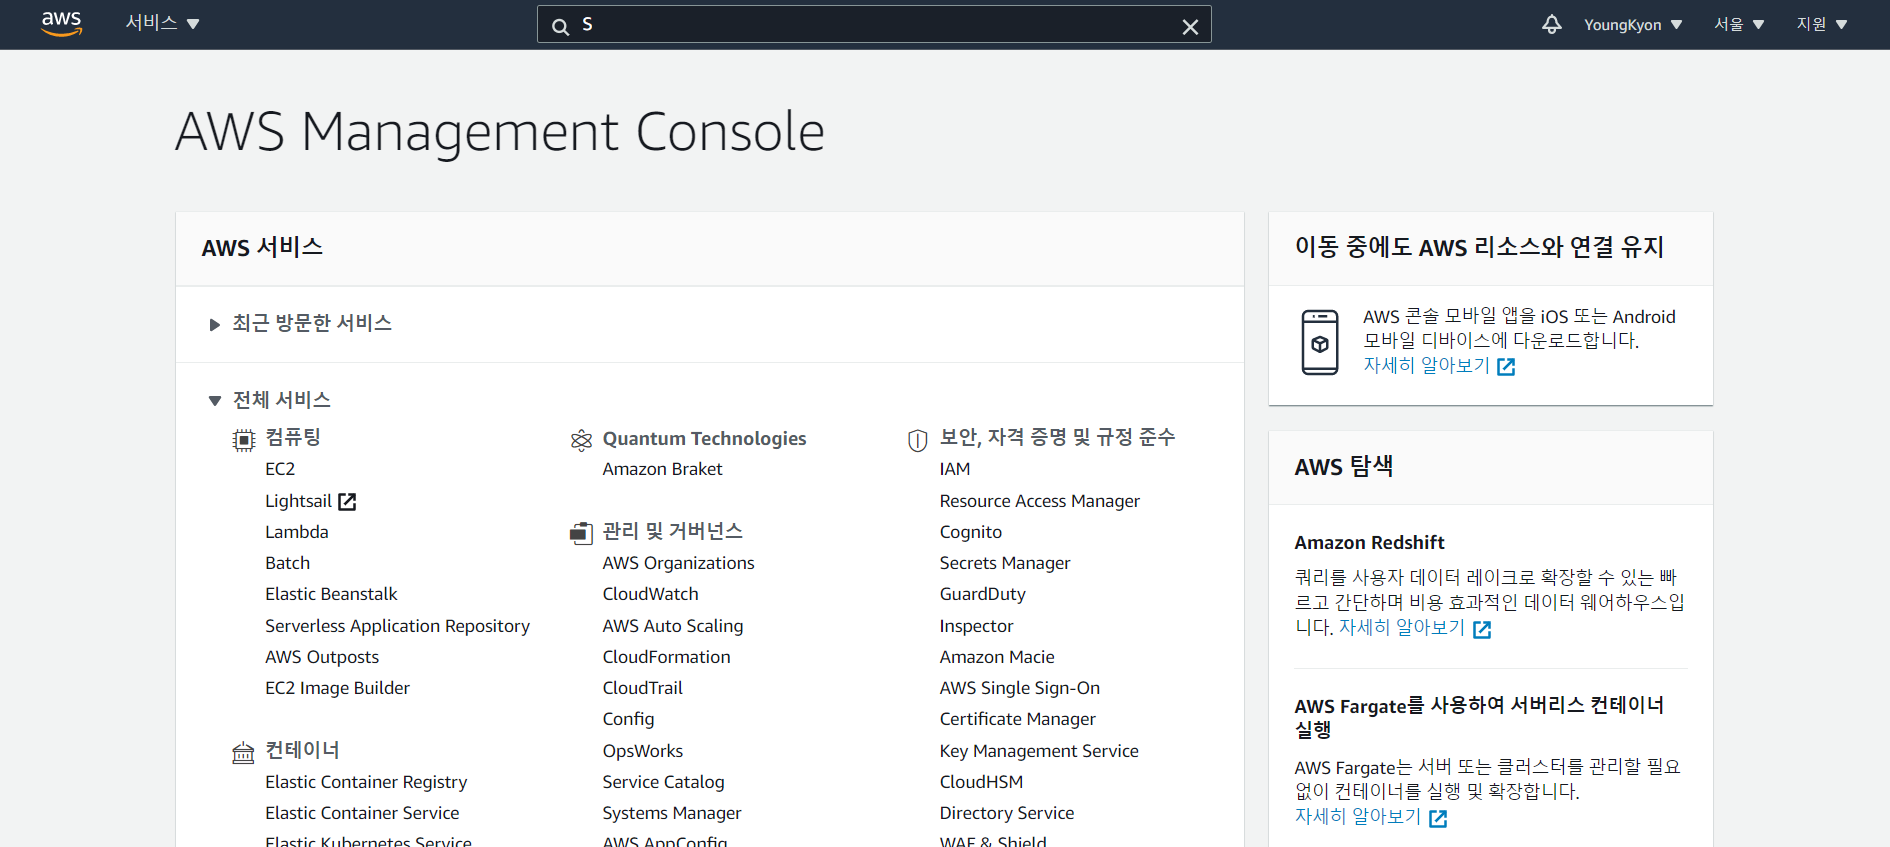 aws
서비스
S
YoungKyon
서울
지원
AWS Management Console
AWS 서비스
최근 방문한 서비스
전체 서비스
컴퓨팅
EC2
Lightsail
Lambda
Batch
Elastic Beanstalk
Serverless Application Repository
AWS Outposts
EC2 Image Builder
컨테이너
Elastic Container Registry
Elastic Container Service
Elastic Kubernetes Service
Quantum Technologies
Amazon Braket
관리 및 거버넌스
AWS Organizations
CloudWatch
AWS Auto Scaling
CloudFormation
CloudTrail
Config
OpsWorks
Service Catalog
Systems Manager
AWS AppConfig
보안, 자격 증명 및 규정 준수
IAM
Resource Access Manager
Cognito
Secrets Manager
GuardDuty
Inspector
Amazon Macie
AWS Single Sign-On
Certificate Manager
Key Management Service
CloudHSM
Directory Service
WAF & Shield
이동 중에도 AWS 리소스와 연결 유지
AWS 콘솔 모바일 앱을 iOS 또는 Android
모바일 디바이스에 다운로드합니다.
자세히 알아보기
AWS 탐색
Amazon Redshift
쿼리를 사용자 데이터 레이크로 확장할 수 있는 빠
르고 간단하며 비용 효과적인 데이터 웨어하우스입
니다. 자세히 알아보기
AWS Fargate를 사용하여 서버리스 컨테이너
실행
AWS Fargate는 서버 또는 클러스터를 관리할 필요
없이 컨테이너를 실행 및 확장합니다.
자세히 알아보기